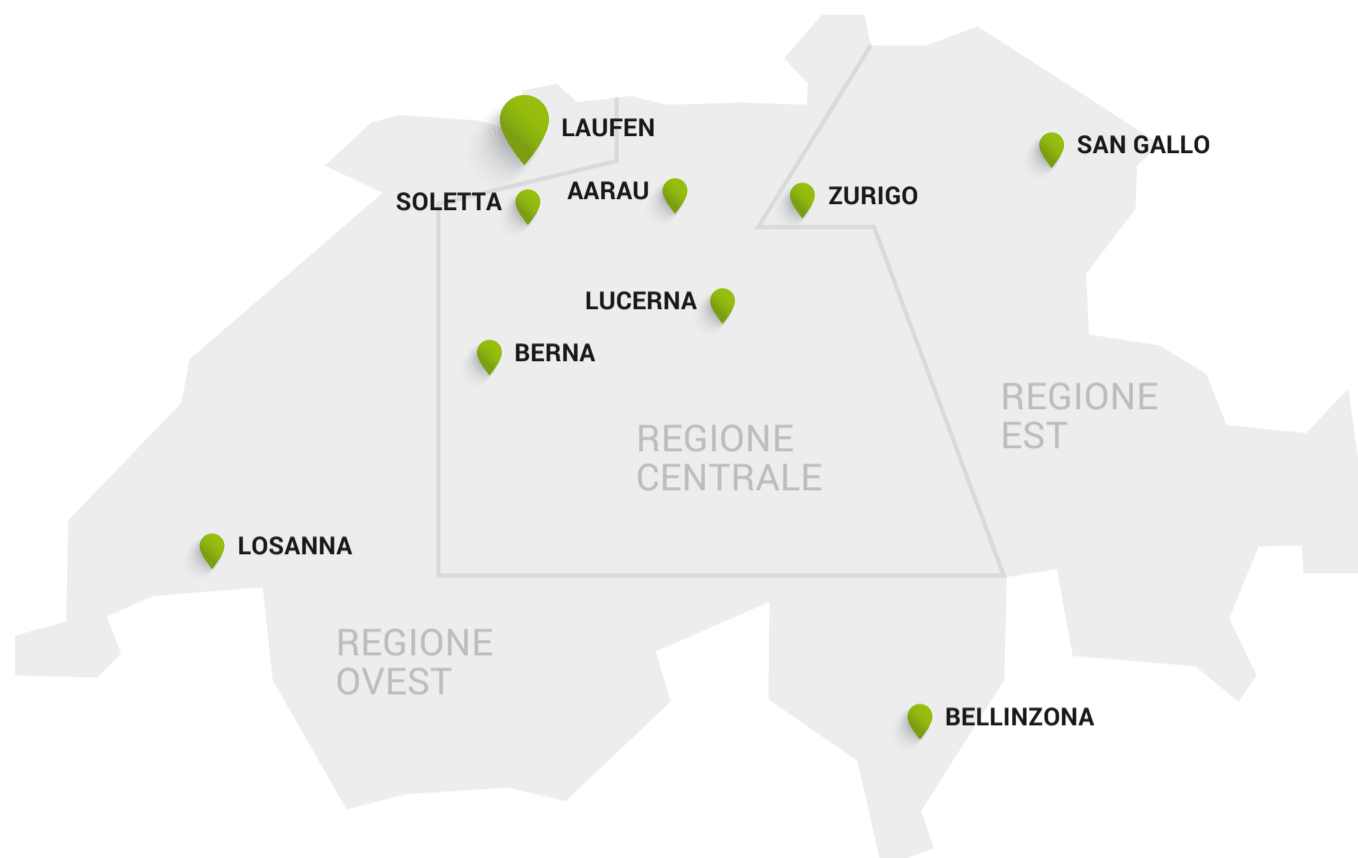 LAUFEN
SAN GALLO
SOLETTA
AARAU
ZURIGO
LUCERNA
BERNA
REGIONE
EST
REGIONE
CENTRALE
LOSANNA
REGIONE
OVEST
BELLINZONA